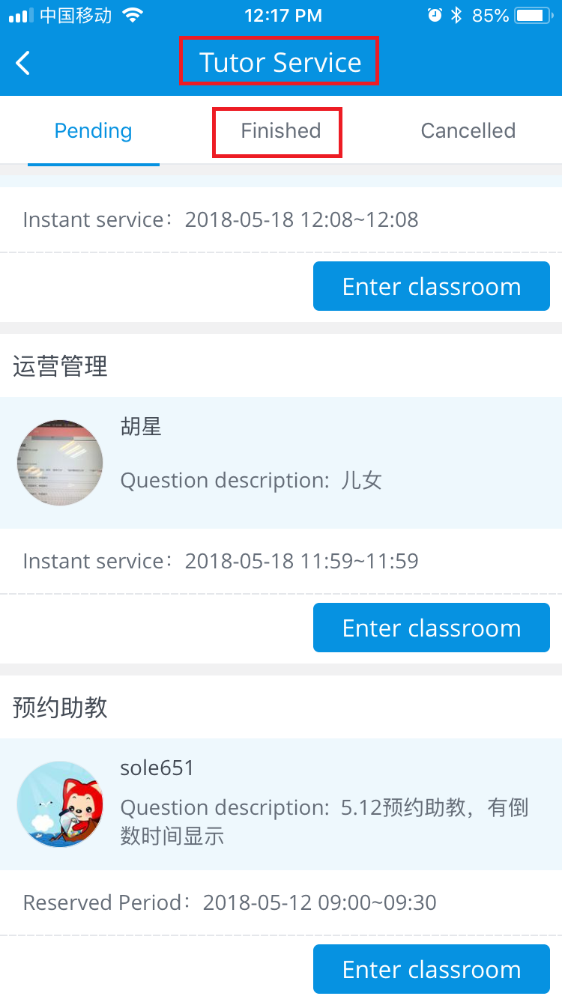 中国移动 12:17 PM 85%
Tutor Service
Pending Finished Cancelled
Instant service：2018-05-18 12:08~12:08
Enter classroom
运营管理
胡星
Question description: 儿女
Instant service：2018-05-18 11:59~11:59
Enter classroom
预约助教
sole651
Question description: 5.12预约助教，有倒
数时间显示
Reserved Period：2018-05-12 09:00~09:30
Enter classroom